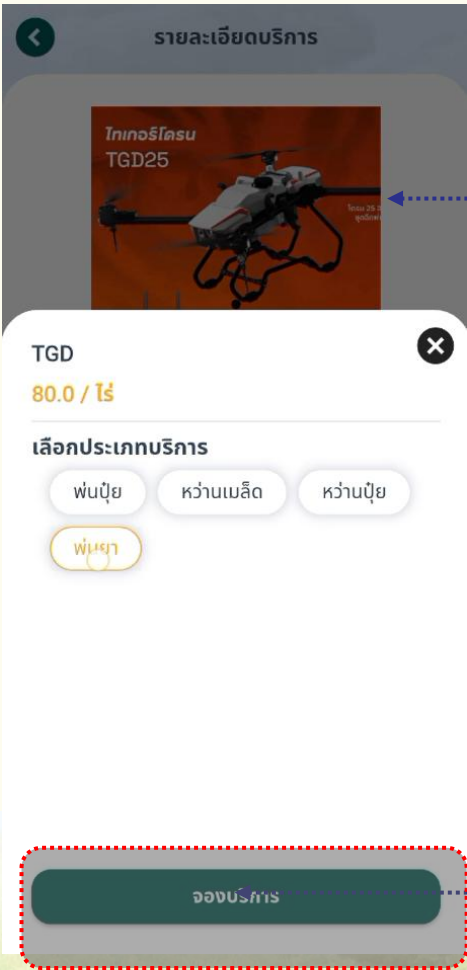 รายละเอียดบริการ
ไทเกอร์โดรน
TGD25
TGD
80.0 / ไร่
เลือกประเภทบริการ
พ่นปุ๋ย
หว่านเมล็ด
หว่านปุ๋ย
พ่นยา
จองบริการ